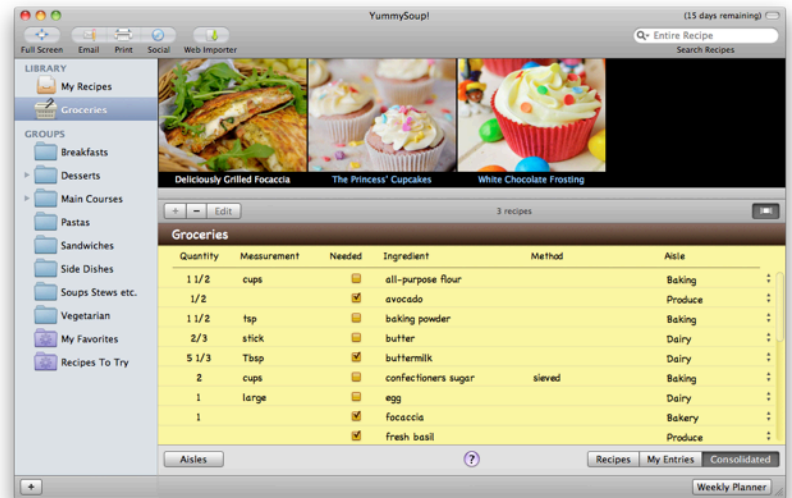 YummySoup!
(15 days remaining)
Full Screen Email Print Social Web Importer
Entire Recipe
Search Recipes
LIBRARY
My Recipes
Groceries
GROUPS
Breakfasts
Desserts
Main Courses
Pastas
Sandwiches
Side Dishes
Soups Stews etc.
Vegetarian
My Favorites
Recipes To Try
Deliciously Grilled Focaccia
The Princess' Cupcakes
White Chocolate Frosting
+ − Edit
3 recipes
Groceries
Quantity Measurement Needed Ingredient Method Aisle
1 1/2 cups all-purpose flour Baking
1/2 avocado Produce
1 1/2 tsp baking powder Baking
2/3 stick butter Dairy
5 1/3 Tbsp buttermilk Dairy
2 cups confectioners sugar sieved Baking
1 large egg Dairy
1 focaccia Bakery
fresh basil Produce
Aisles
?
Recipes My Entries Consolidated
+
Weekly Planner